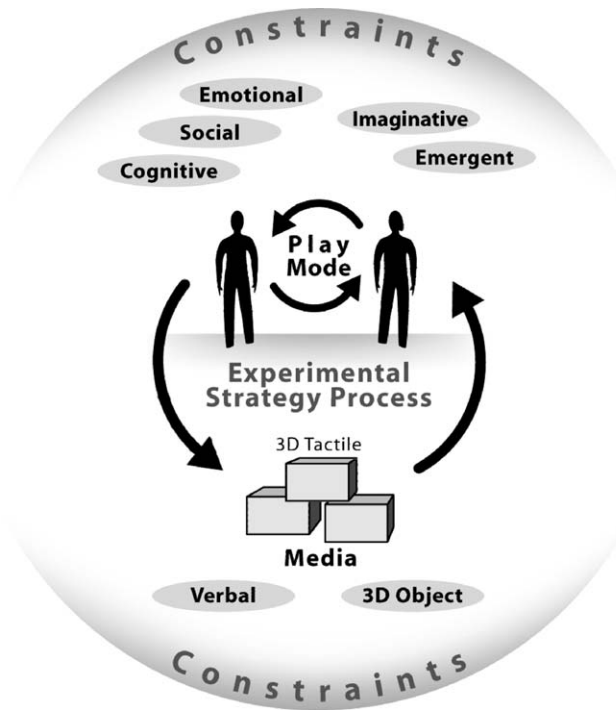 Constraints
Emotional
Imaginative
Social
Emergent
Cognitive
Play
Mode
Experimental
Strategy Process
3D Tactile
Media
Verbal
3D Object
Constraints